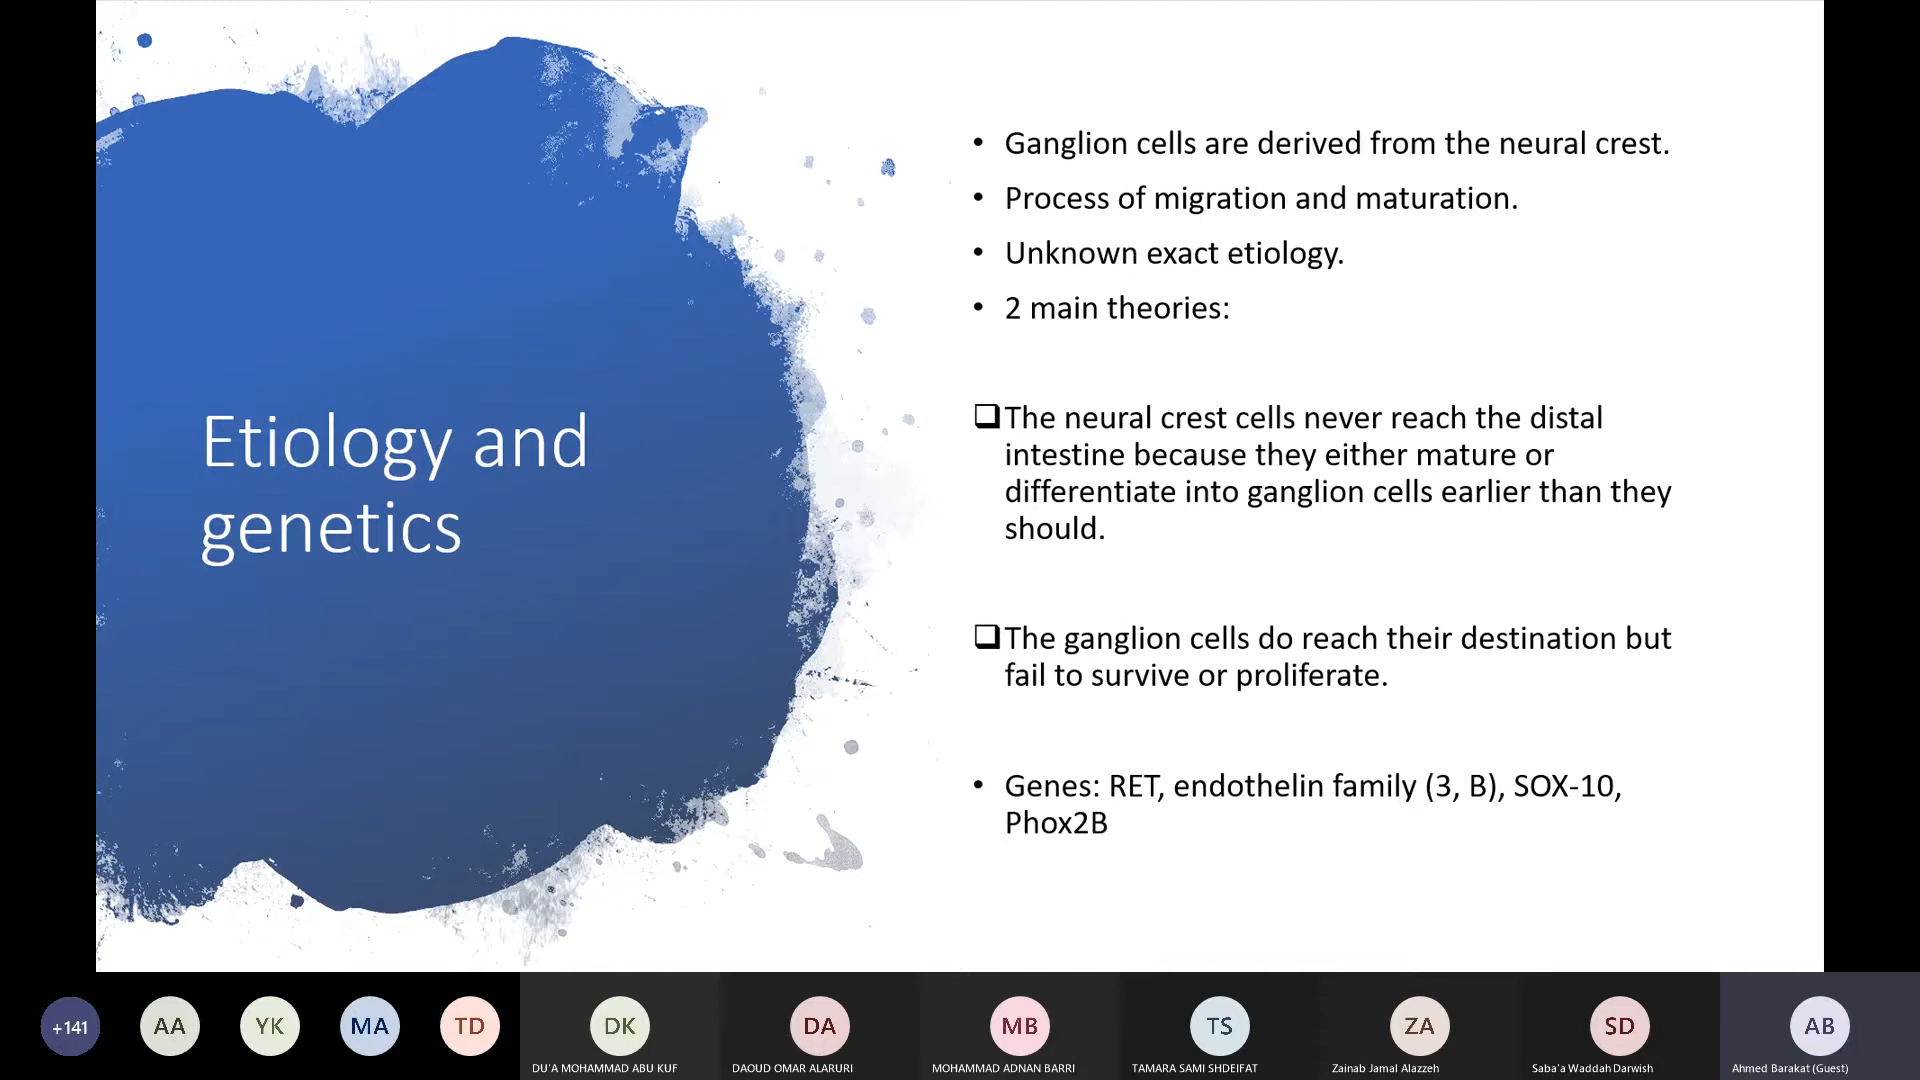 Etiology and
genetics
• Ganglion cells are derived from the neural crest.
• Process of migration and maturation.
• Unknown exact etiology.
• 2 main theories:
❑The neural crest cells never reach the distal
intestine because they either mature or
differentiate into ganglion cells earlier than they
should.
❑The ganglion cells do reach their destination but
fail to survive or proliferate.
• Genes: RET, endothelin family (3, B), SOX-10,
Phox2B
+141
AA
YK
MA
TD
DK
DA
MB
TS
ZA
SD
AB
DU'A MOHAMMAD ABU KUF
DAOUD OMAR ALARURI
MOHAMMAD ADNAN BARRI
TAMARA SAMI SHDEIFAT
Zainab Jamal Alazzeh
Saba'a Waddah Darwish
Ahmed Barakat (Guest)